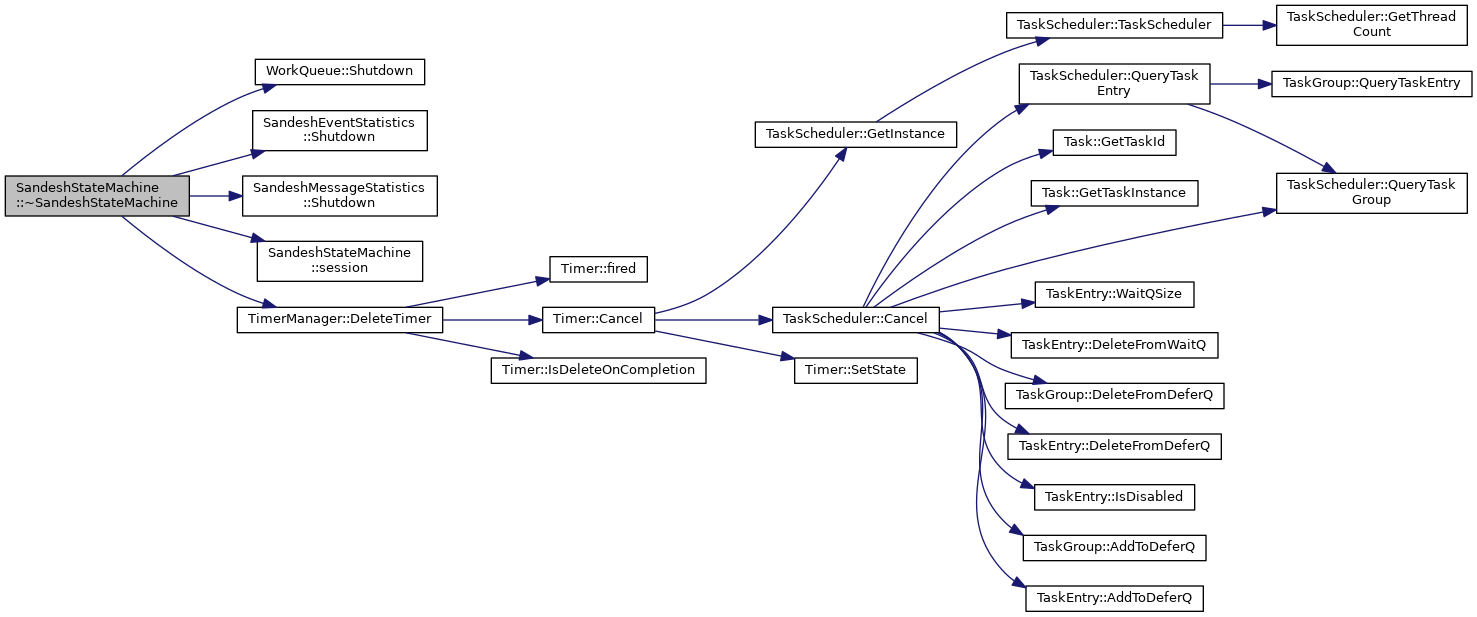 SandeshStateMachine
::~SandeshStateMachine
WorkQueue::Shutdown
SandeshEventStatistics
::Shutdown
SandeshMessageStatistics
::Shutdown
SandeshStateMachine
::session
TimerManager::DeleteTimer
Timer::fired
Timer::Cancel
Timer::IsDeleteOnCompletion
TaskScheduler::GetInstance
TaskScheduler::Cancel
Timer::SetState
TaskScheduler::TaskScheduler
TaskScheduler::QueryTask
Entry
Task::GetTaskId
Task::GetTaskInstance
TaskEntry::WaitQSize
TaskEntry::DeleteFromWaitQ
TaskGroup::DeleteFromDeferQ
TaskEntry::DeleteFromDeferQ
TaskEntry::IsDisabled
TaskGroup::AddToDeferQ
TaskEntry::AddToDeferQ
TaskScheduler::GetThread
Count
TaskGroup::QueryTaskEntry
TaskScheduler::QueryTask
Group